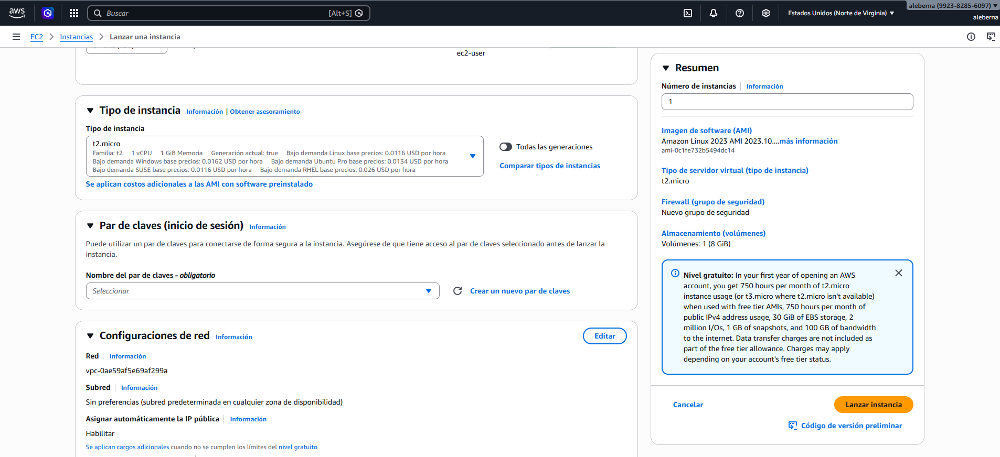 aws
Buscar
[Alt+S]
Estados Unidos (Norte de Virginia)
aleberna (9923-8285-6097)
aleberna
EC2
Instancias
Lanzar una instancia
ec2-user
Tipo de instancia
Información | Obtener asesoramiento
Tipo de instancia
t2.micro
Familia: t2 1 vCPU 1 GiB Memoria Generación actual: true Bajo demanda Linux base precios: 0.0116 USD por hora
Bajo demanda Windows base precios: 0.0162 USD por hora Bajo demanda Ubuntu Pro base precios: 0.0134 USD por hora
Bajo demanda SUSE base precios: 0.0116 USD por hora Bajo demanda RHEL base precios: 0.026 USD por hora
Todas las generaciones
Comparar tipos de instancias
Se aplican costos adicionales a las AMI con software preinstalado
Par de claves (inicio de sesión)
Información
Puede utilizar un par de claves para conectarse de forma segura a la instancia. Asegúrese de que tiene acceso al par de claves seleccionado antes de lanzar la
instancia.
Nombre del par de claves - obligatorio
Seleccionar
Crear un nuevo par de claves
Configuraciones de red
Información
Editar
Red
Información
vpc-0ae59af5e69af299a
Subred
Información
Sin preferencias (subred predeterminada en cualquier zona de disponibilidad)
Asignar automáticamente la IP pública
Información
Habilitar
Se aplican cargos adicionales cuando no se cumplen los límites del nivel gratuito
Resumen
Número de instancias
Información
1
Imagen de software (AMI)
Amazon Linux 2023 AMI 2023.10....más información
ami-0c1fe732b5494dc14
Tipo de servidor virtual (tipo de instancia)
t2.micro
Firewall (grupo de seguridad)
Nuevo grupo de seguridad
Almacenamiento (volúmenes)
Volúmenes: 1 (8 GiB)
Nivel gratuito: In your first year of opening an AWS
account, you get 750 hours per month of t2.micro
instance usage (or t3.micro where t2.micro isn't available)
when used with free tier AMIs, 750 hours per month of
public IPv4 address usage, 30 GiB of EBS storage, 2
million I/Os, 1 GB of snapshots, and 100 GB of bandwidth
to the internet. Data transfer charges are not included as
part of the free tier allowance. Charges may apply
depending on your account's free tier status.
Cancelar
Lanzar instancia
Código de versión preliminar